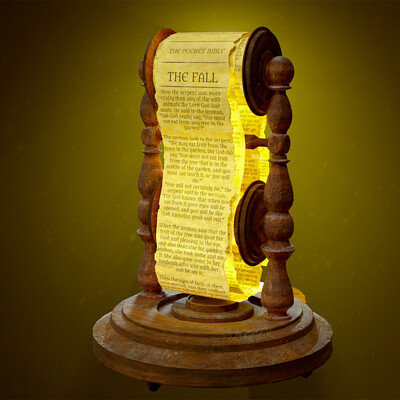 THE POCKET BIBLE
THE FALL
Now the serpent was more
crafty than any of the wild
animals the Lord God had
made. He said to the woman,
"Did God really say, 'You must
not eat from any tree in the
garden'?"
The woman said to the serpent,
"We may eat fruit from the
trees in the garden, but God did
say, 'You must not eat fruit
from the tree that is in the
middle of the garden, and you
must not touch it, or you will
die.'"
"You will not certainly die," the
serpent said to the woman.
"For God knows that when you
eat from it your eyes will be
opened, and you will be like
God, knowing good and evil."
When the woman saw that the
fruit of the tree was good for
food and pleasing to the eye,
and also desirable for gaining
wisdom, she took some and ate
it. She also gave some to her
husband, who was with her,
and he ate it.
Then the eyes of both of them
were opened, and they realized